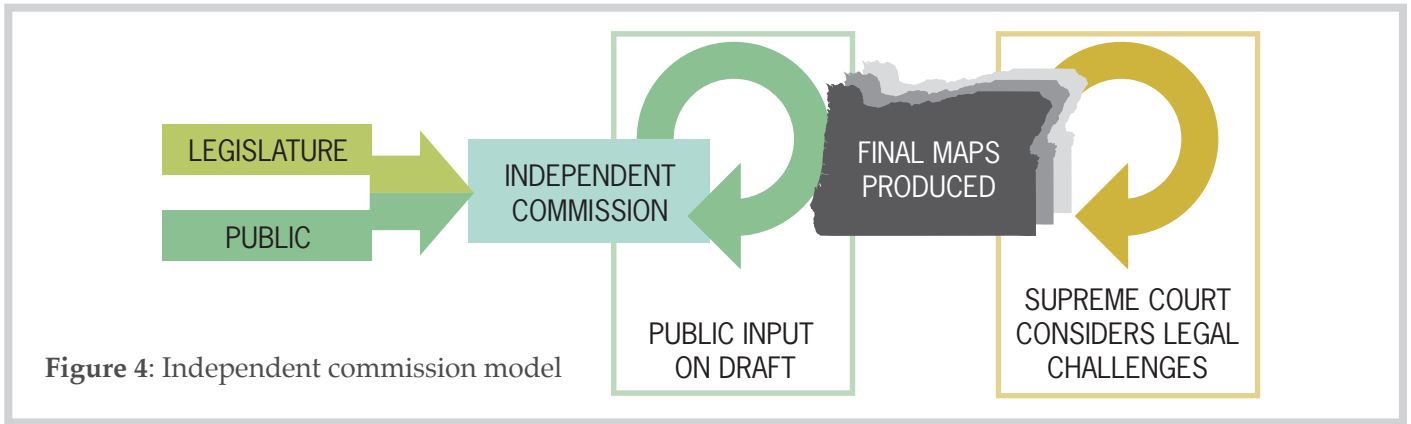 LEGISLATURE
PUBLIC
INDEPENDENT
COMMISSION
PUBLIC INPUT
ON DRAFT
FINAL MAPS
PRODUCED
SUPREME COURT
CONSIDERS LEGAL
CHALLENGES
Figure 4: Independent commission model